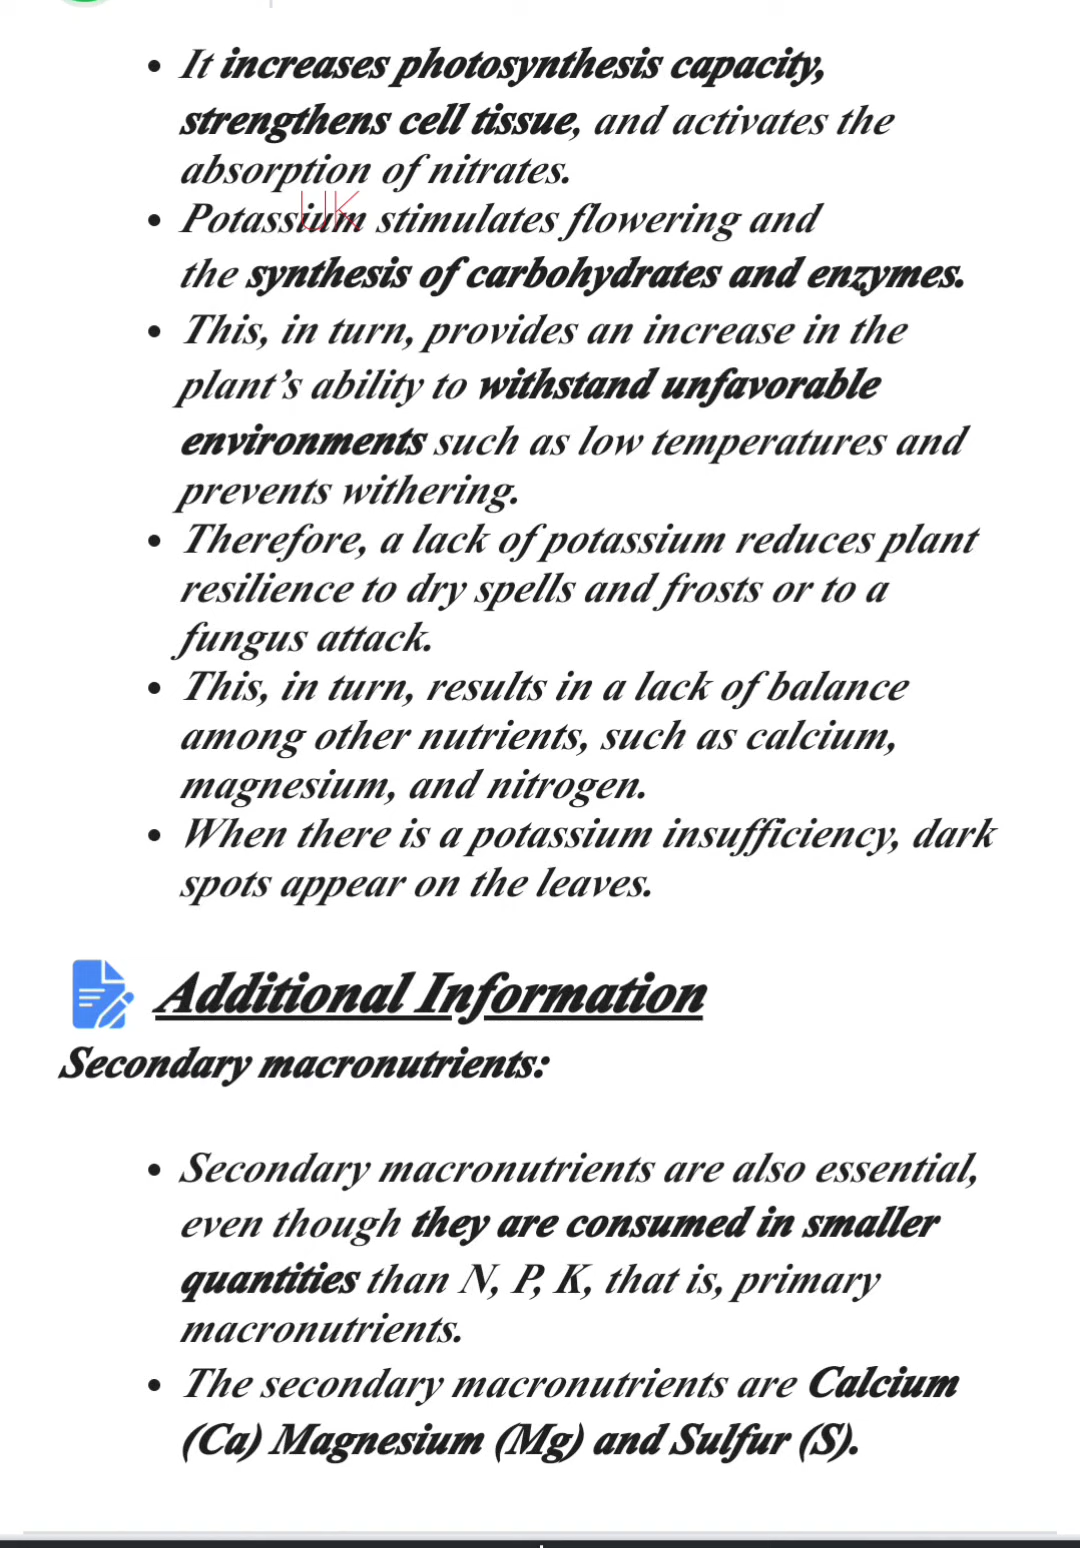 It increases photosynthesis capacity,
strengthens cell tissue, and activates the
absorption of nitrates.
UK
Potassium stimulates flowering and
the synthesis of carbohydrates and enzymes.
This, in turn, provides an increase in the
plant’s ability to withstand unfavorable
environments such as low temperatures and
prevents withering.
Therefore, a lack of potassium reduces plant
resilience to dry spells and frosts or to a
fungus attack.
This, in turn, results in a lack of balance
among other nutrients, such as calcium,
magnesium, and nitrogen.
When there is a potassium insufficiency, dark
spots appear on the leaves.
Additional Information
Secondary macronutrients:
Secondary macronutrients are also essential,
even though they are consumed in smaller
quantities than N, P, K, that is, primary
macronutrients.
The secondary macronutrients are Calcium
(Ca) Magnesium (Mg) and Sulfur (S).